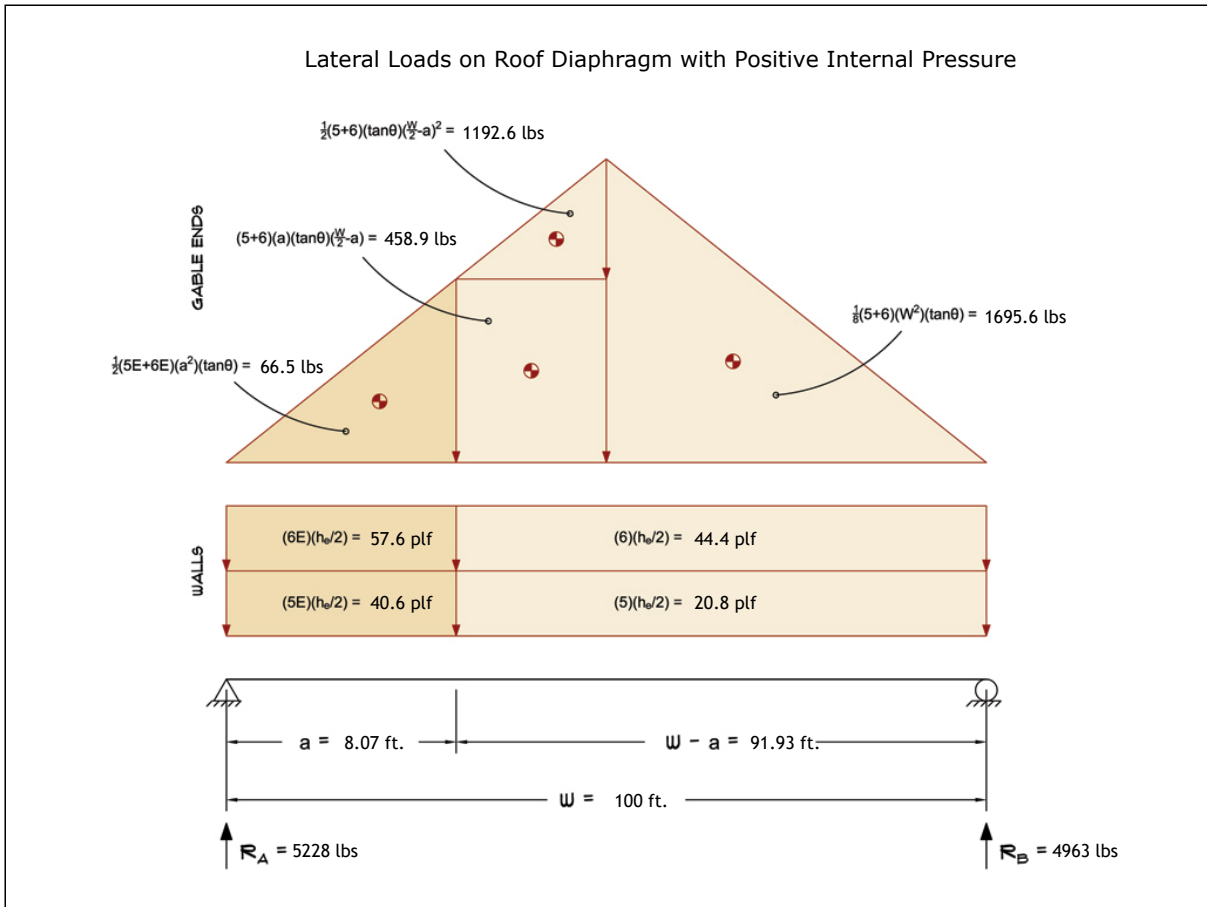 Lateral Loads on Roof Diaphragm with Positive Internal Pressure
½(5+6)(tanθ)(W/2-a)² = 1192.6 lbs
GABLE ENDS
(5+6)(a)(tanθ)(W/2-a) = 458.9 lbs
⅛(5+6)(W²)(tanθ) = 1695.6 lbs
½(5E+6E)(a²)(tanθ) = 66.5 lbs
WALLS
(6E)(hₑ/2) = 57.6 plf
(6)(hₑ/2) = 44.4 plf
(5E)(hₑ/2) = 40.6 plf
(5)(hₑ/2) = 20.8 plf
a = 8.07 ft.
W - a = 91.93 ft.
W = 100 ft.
R_A = 5228 lbs
R_B = 4963 lbs